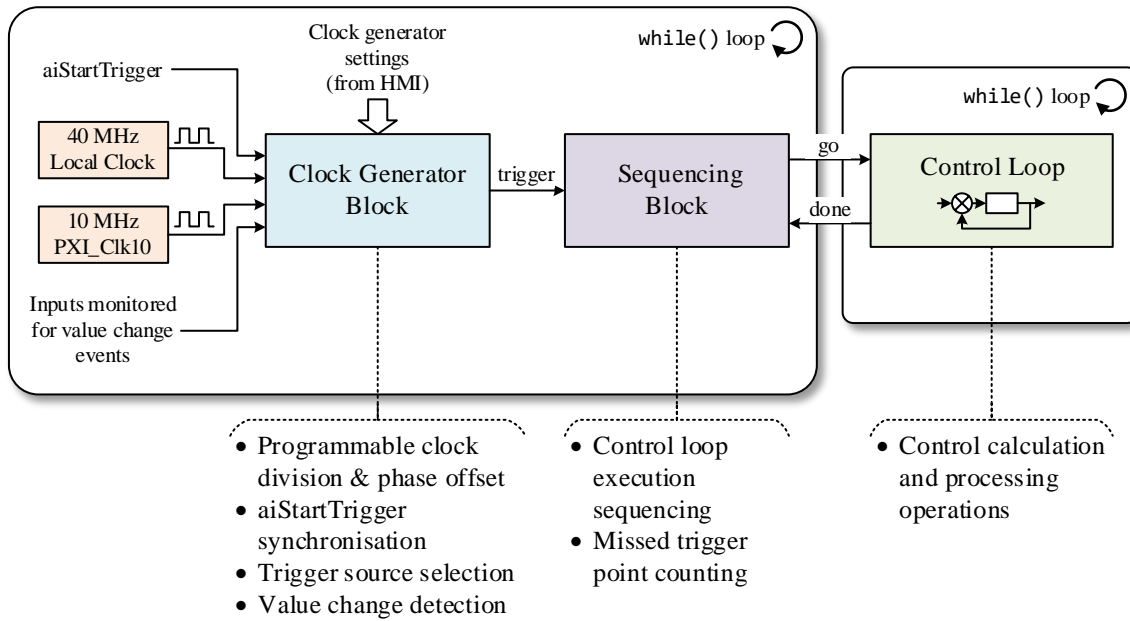 Clock generator
settings
(from HMI)
while() loop
while() loop
aiStartTrigger
40 MHz
Local Clock
10 MHz
PXI_Clk10
Inputs monitored
for value change
events
Clock Generator
Block
trigger
Sequencing
Block
go
done
Control Loop
• Programmable clock
division & phase offset
• aiStartTrigger
synchronisation
• Trigger source selection
• Value change detection
• Control loop
execution
sequencing
• Missed trigger
point counting
• Control calculation
and processing
operations